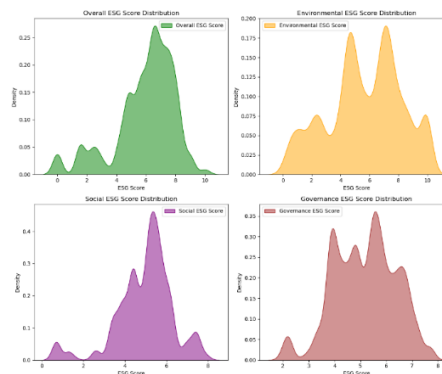 Overall ESG Score Distribution
Overall ESG Score
Density
0.25
0.20
0.15
0.10
0.05
0.00
0 2 4 6 8 10
ESG Score
Environmental ESG Score Distribution
Environmental ESG Score
Density
0.200
0.175
0.150
0.125
0.100
0.075
0.050
0.025
0.000
0 2 4 6 8 10
ESG Score
Social ESG Score Distribution
Social ESG Score
Density
0.4
0.3
0.2
0.1
0.0
0 2 4 6 8
ESG Score
Governance ESG Score Distribution
Governance ESG Score
Density
0.35
0.30
0.25
0.20
0.15
0.10
0.05
0.00
2 3 4 5 6 7 8
ESG Score